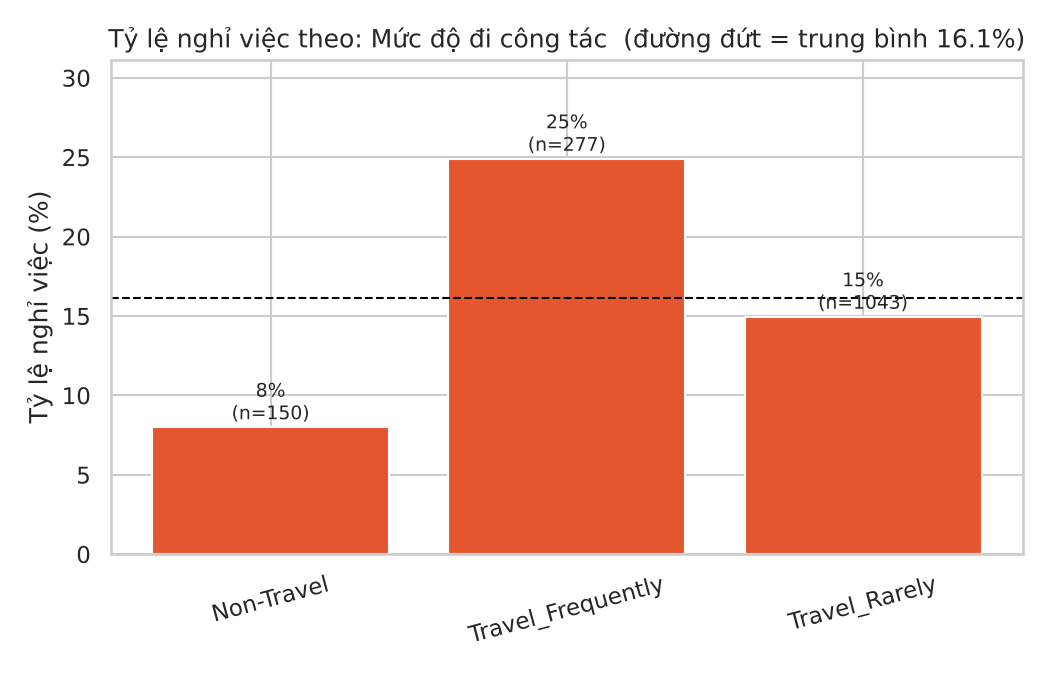 Tỷ lệ nghỉ việc theo: Mức độ đi công tác  (đường đứt = trung bình 16.1%)
Tỷ lệ nghỉ việc (%)
30
25
20
15
10
5
0
8%
(n=150)
25%
(n=277)
15%
(n=1043)
Non-Travel
Travel_Frequently
Travel_Rarely